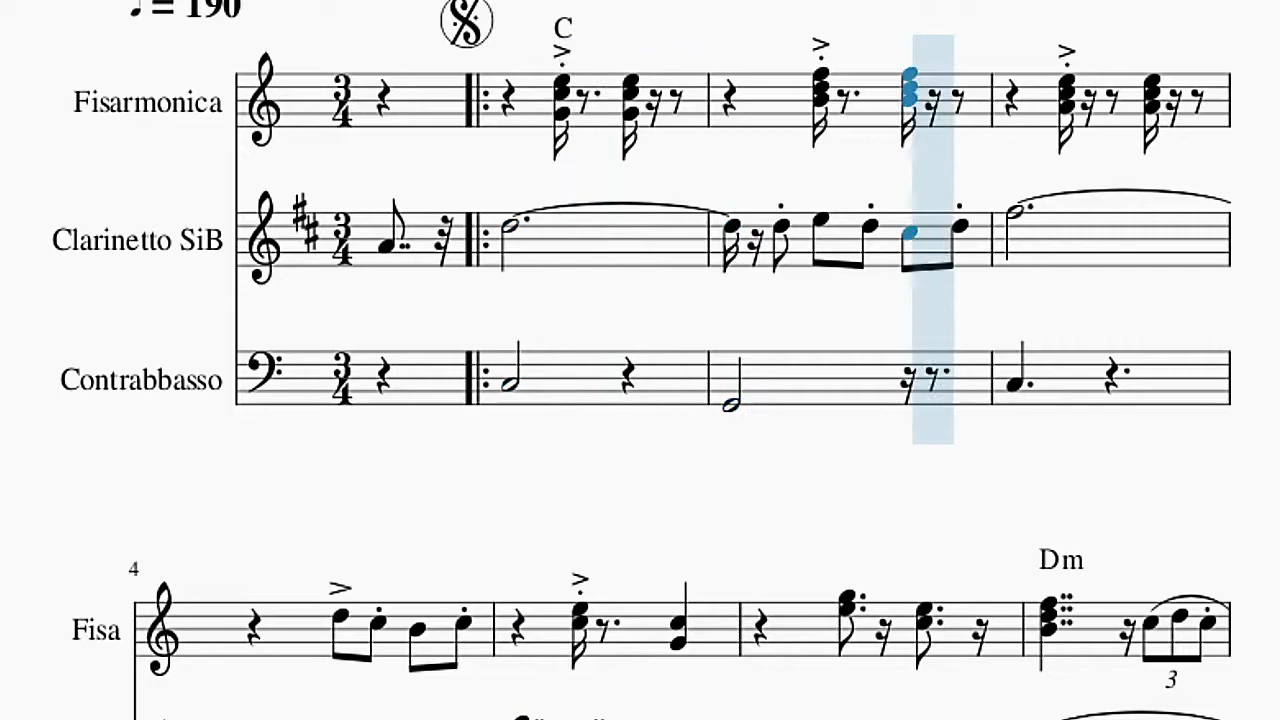 ♩ = 190
C
Fisarmonica
Clarinetto SiB
Contrabbasso
4
Dm
Fisa
3